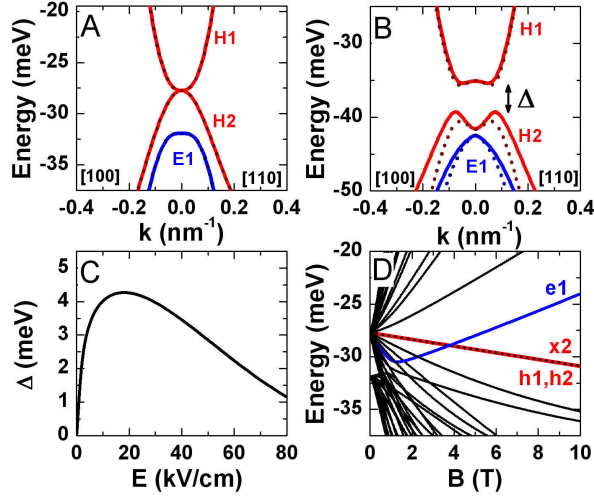 A
Energy (meV)
-20
-25
-30
-35
H1
H2
E1
[100]
[110]
-0.4
-0.2
0.0
0.2
0.4
k (nm⁻¹)
B
Energy (meV)
-30
-40
-50
H1
Δ
H2
E1
[100]
[110]
-0.4
-0.2
0.0
0.2
0.4
k (nm⁻¹)
C
Δ (meV)
5
4
3
2
1
0
0
20
40
60
80
E (kV/cm)
D
Energy (meV)
-20
-25
-30
-35
e1
x2
h1,h2
0
2
4
6
8
10
B (T)